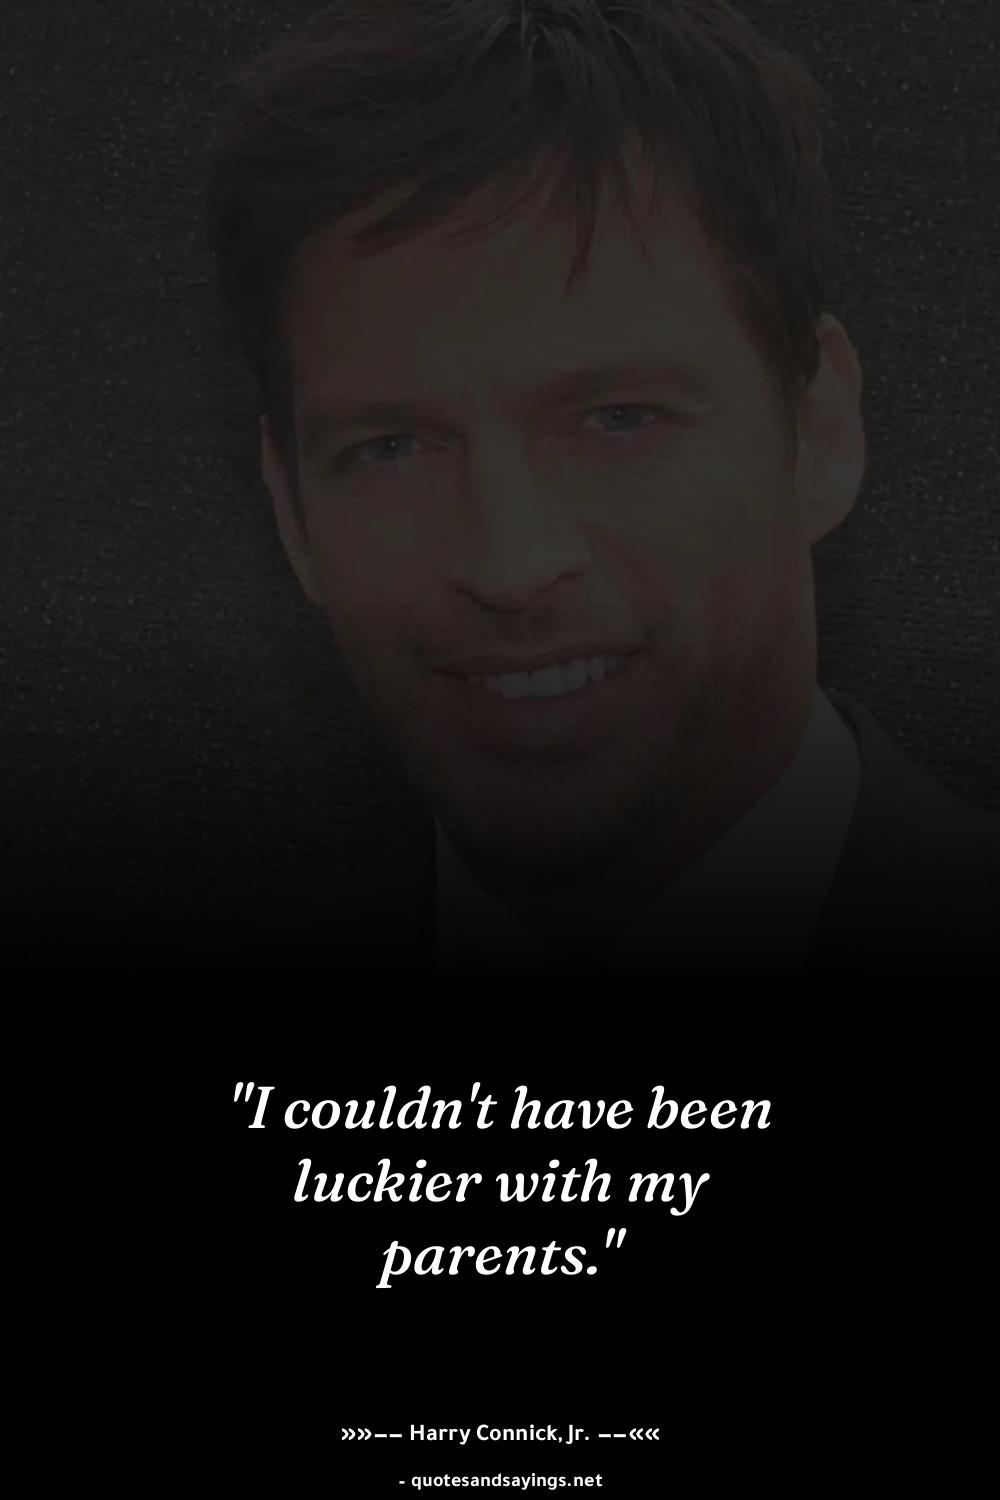 "I couldn't have been
luckier with my
parents."
»»–– Harry Connick, Jr. ––««
- quotesandsayings.net